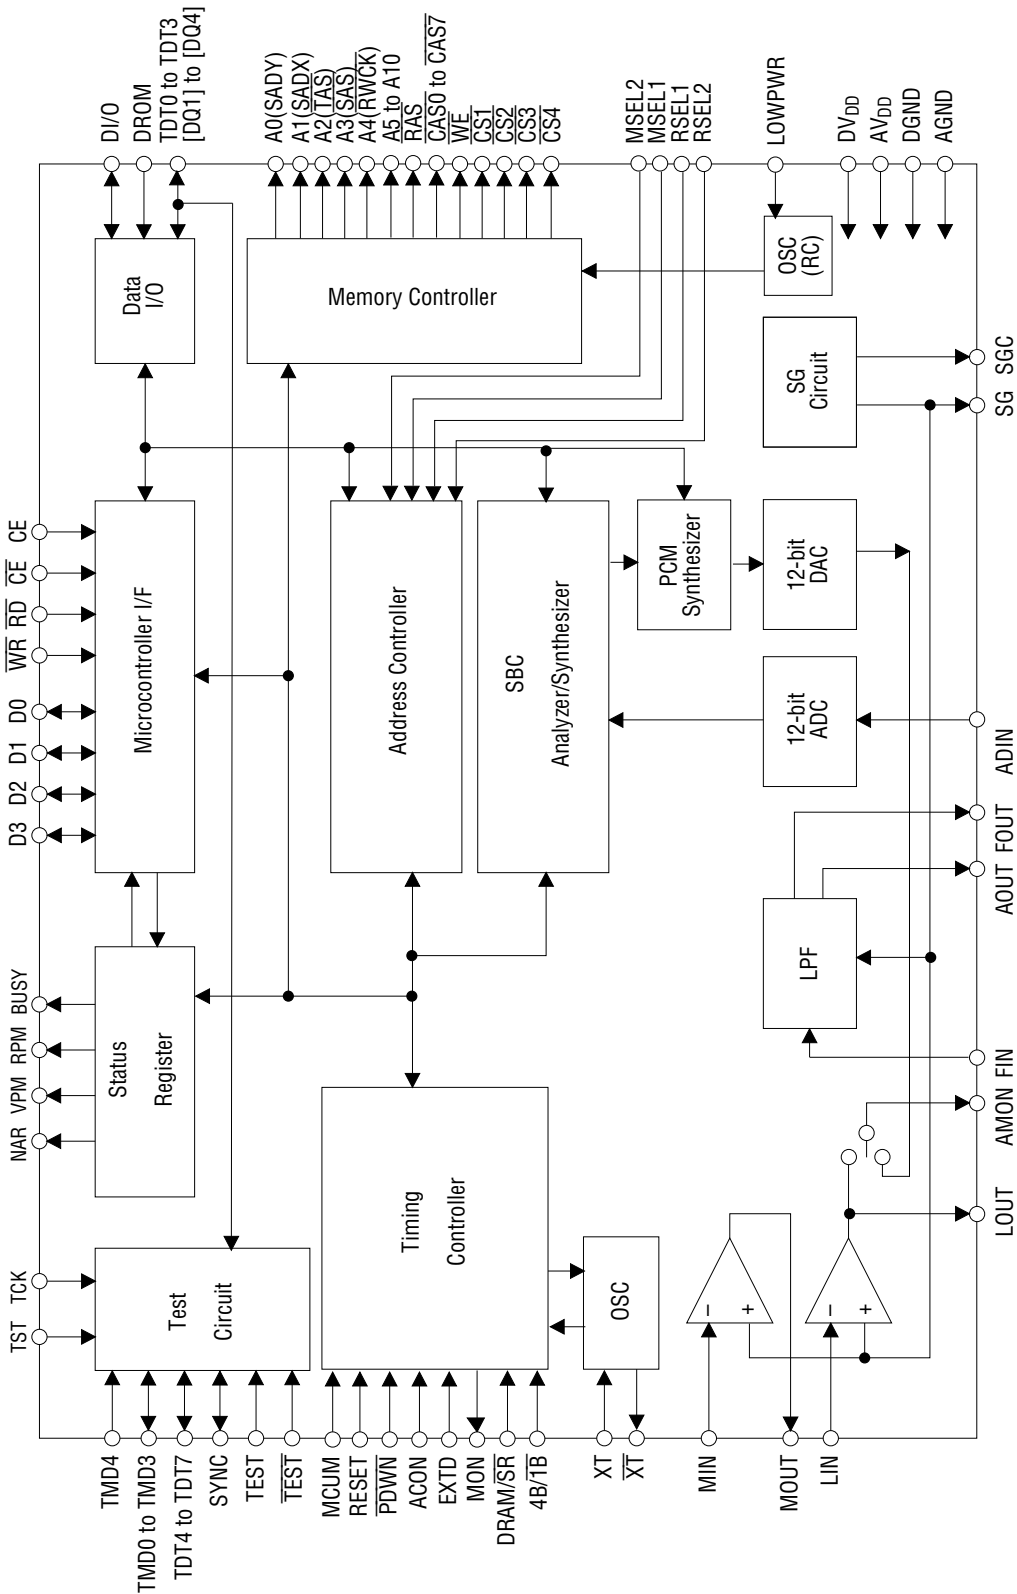 TST TCK NAR VPM RPM BUSY D3 D2 D1 D0 WR RD CE CE
TMD4
TMD0 to TMD3
TDT4 to TDT7
SYNC
TEST
TEST
Test
Circuit
Status
Register
Microcontroller I/F
Data
I/O
DI/O
DROM
TDT0 to TDT3
[DQ1] to [DQ4]
MCUM
RESET
PDWN
ACON
EXTD
MON
DRAM/SR
4B/1B
Timing
Controller
Address Controller
Memory Controller
A0(SADY)
A1(SADX)
A2(TAS)
A3(SAS)
A4(RWCK)
A5 to A10
RAS
CAS0 to CAS7
WE
CS1
CS2
CS3
CS4
XT
XT
OSC
SBC
Analyzer/Synthesizer
PCM
Synthesizer
MSEL2
MSEL1
RSEL1
RSEL2
MIN
MOUT
LIN
−
+
−
+
LPF
12-bit
ADC
12-bit
DAC
SG
Circuit
OSC
(RC)
LOWPWR
DVDD
AVDD
DGND
AGND
LOUT AMON FIN AOUT FOUT ADIN SG SGC